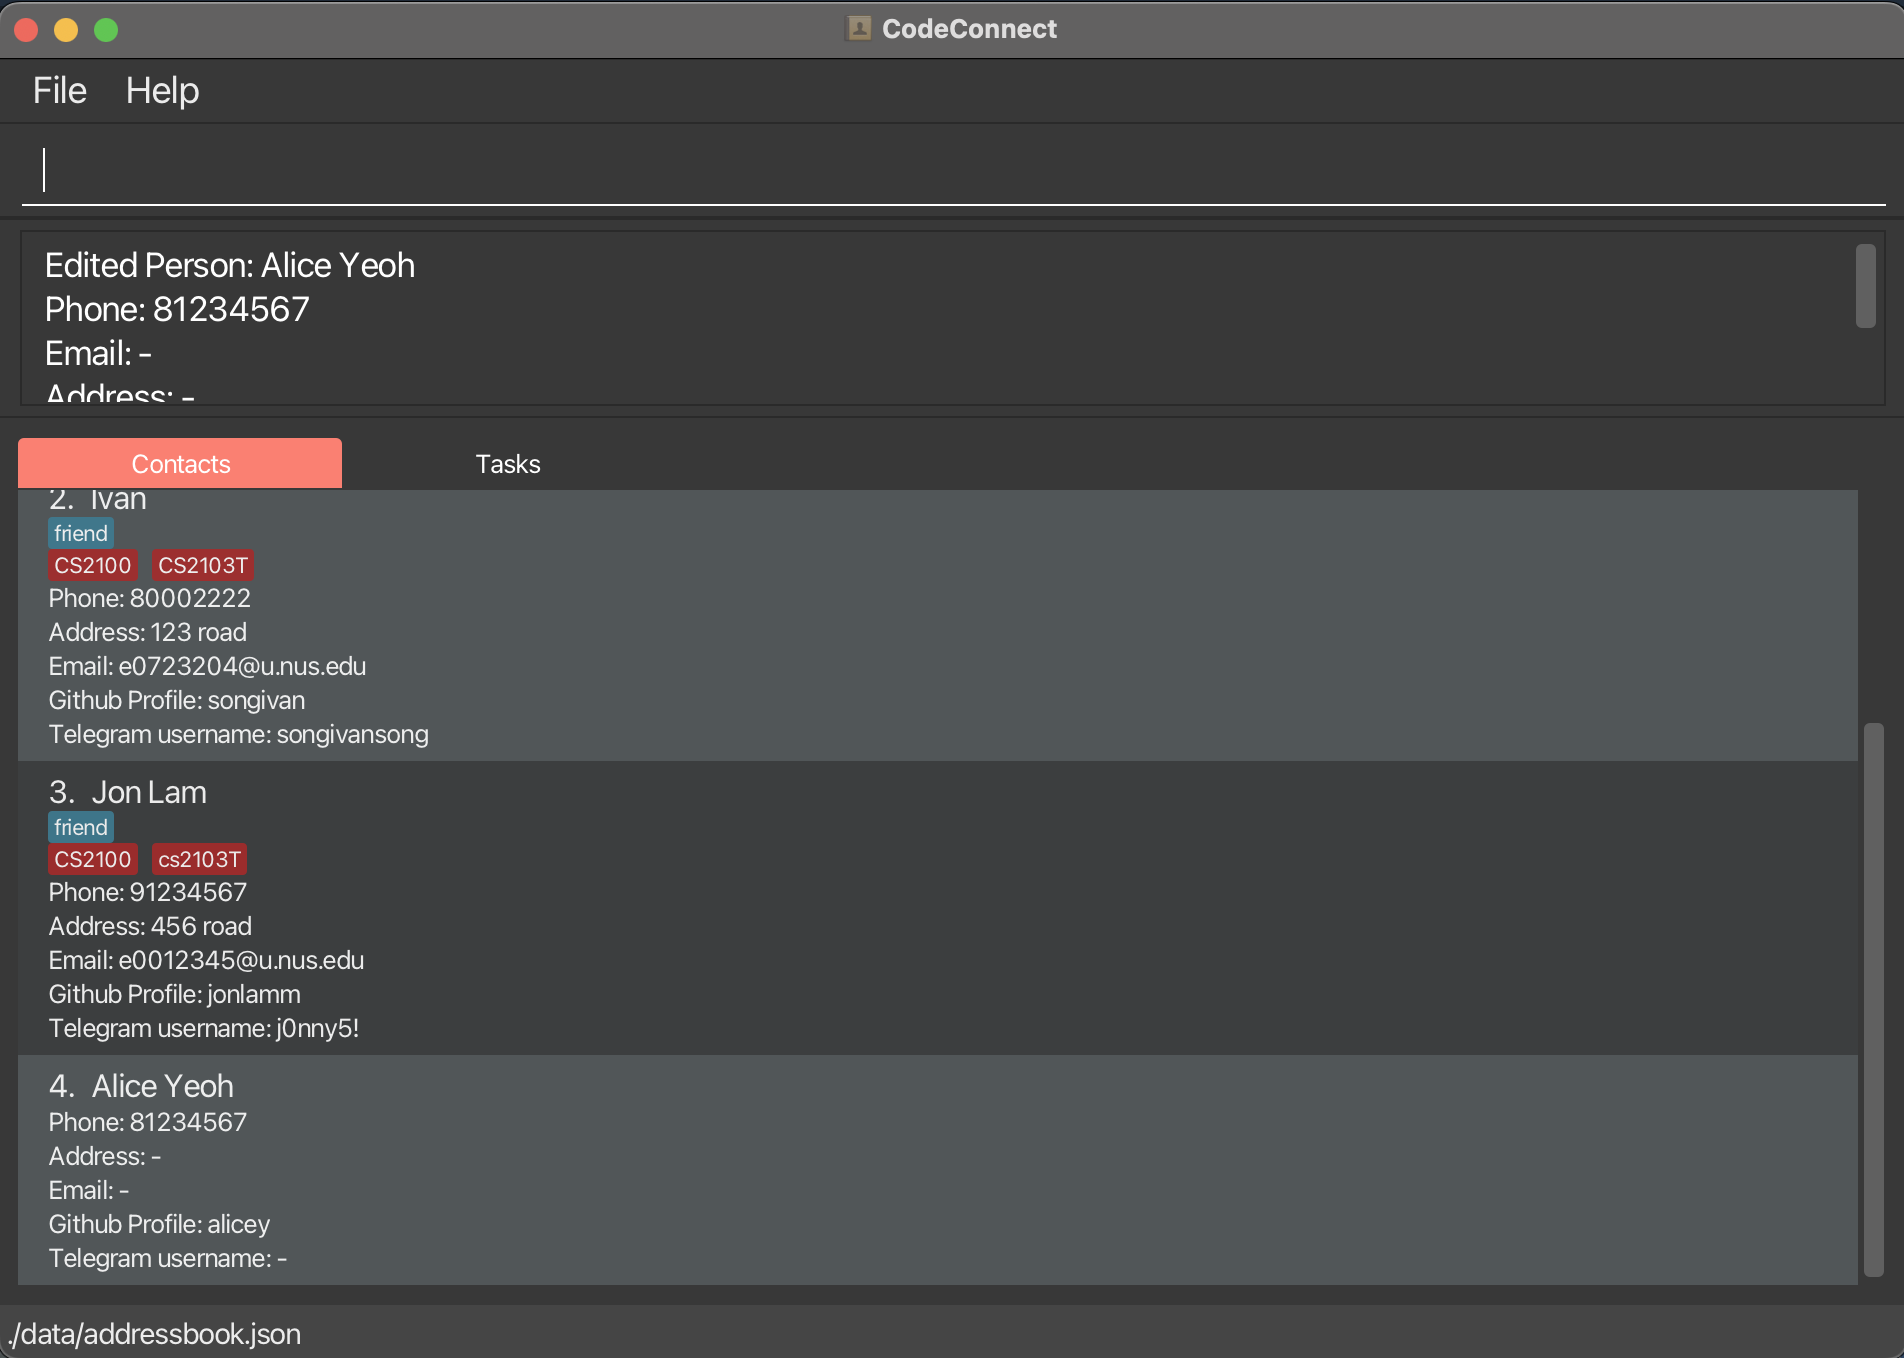 CodeConnect
File Help
Edited Person: Alice Yeoh
Phone: 81234567
Email: -
Address: -
Contacts Tasks
2. Ivan
friend
CS2100 CS2103T
Phone: 80002222
Address: 123 road
Email: e0723204@u.nus.edu
Github Profile: songivan
Telegram username: songivansong
3. Jon Lam
friend
CS2100 cs2103T
Phone: 91234567
Address: 456 road
Email: e0012345@u.nus.edu
Github Profile: jonlamm
Telegram username: j0nny5!
4. Alice Yeoh
Phone: 81234567
Address: -
Email: -
Github Profile: alicey
Telegram username: -
./data/addressbook.json